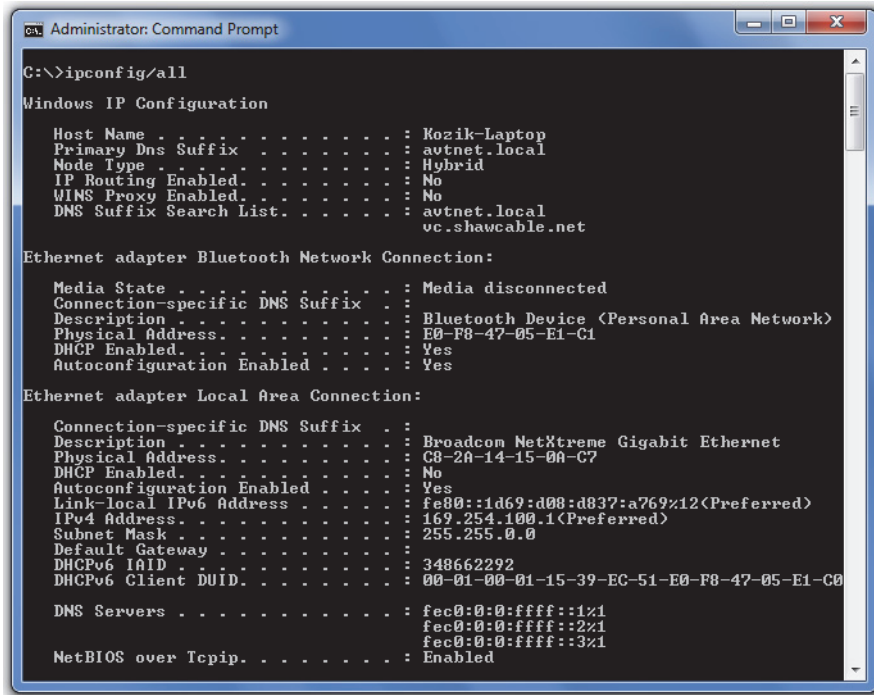 Administrator: Command Prompt
C:\>ipconfig/all
Windows IP Configuration
Host Name . . . . . . . . . . . . : Kozik-Laptop
Primary Dns Suffix . . . . . . . : avtnet.local
Node Type . . . . . . . . . . . . : Hybrid
IP Routing Enabled. . . . . . . . : No
WINS Proxy Enabled. . . . . . . . : No
DNS Suffix Search List. . . . . . : avtnet.local
vc.shawcable.net
Ethernet adapter Bluetooth Network Connection:
Media State . . . . . . . . . . . : Media disconnected
Connection-specific DNS Suffix . :
Description . . . . . . . . . . . : Bluetooth Device (Personal Area Network)
Physical Address. . . . . . . . . : E0-F8-47-05-E1-C1
DHCP Enabled. . . . . . . . . . . : Yes
Autoconfiguration Enabled . . . . : Yes
Ethernet adapter Local Area Connection:
Connection-specific DNS Suffix . :
Description . . . . . . . . . . . : Broadcom NetXtreme Gigabit Ethernet
Physical Address. . . . . . . . . : C8-2A-14-15-0A-C7
DHCP Enabled. . . . . . . . . . . : No
Autoconfiguration Enabled . . . . : Yes
Link-local IPv6 Address . . . . . : fe80::1d69:d08:d837:a769%12(Preferred)
IPv4 Address. . . . . . . . . . . : 169.254.100.1(Preferred)
Subnet Mask . . . . . . . . . . . : 255.255.0.0
Default Gateway . . . . . . . . . :
DHCPv6 IAID . . . . . . . . . . . : 348662292
DHCPv6 Client DUID. . . . . . . . : 00-01-00-01-15-39-EC-51-E0-F8-47-05-E1-C0
DNS Servers . . . . . . . . . . . : fec0:0:0:ffff::1%1
fec0:0:0:ffff::2%1
fec0:0:0:ffff::3%1
NetBIOS over Tcpip. . . . . . . . : Enabled